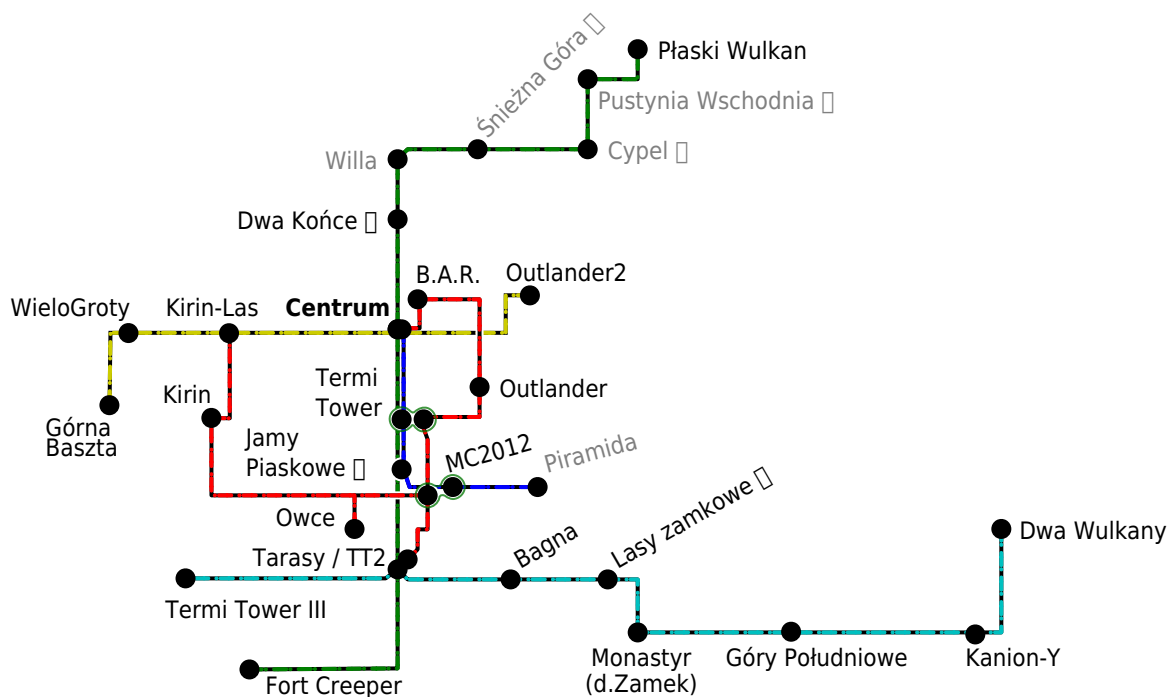 Śnieżna Góra
Płaski Wulkan
Pustynia Wschodnia
Willa
Cypel
Dwa Końce
B.A.R.
Outlander2
WieloGroty
Kirin-Las
Centrum
Termi
Tower
Outlander
Kirin
Górna
Baszta
Jamy
Piaskowe
MC2012
Piramida
Owce
Lasy zamkowe
Dwa Wulkany
Bagna
Tarasy / TT2
Termi Tower III
Monastyr
(d.Zamek)
Góry Południowe
Kanion-Y
Fort Creeper